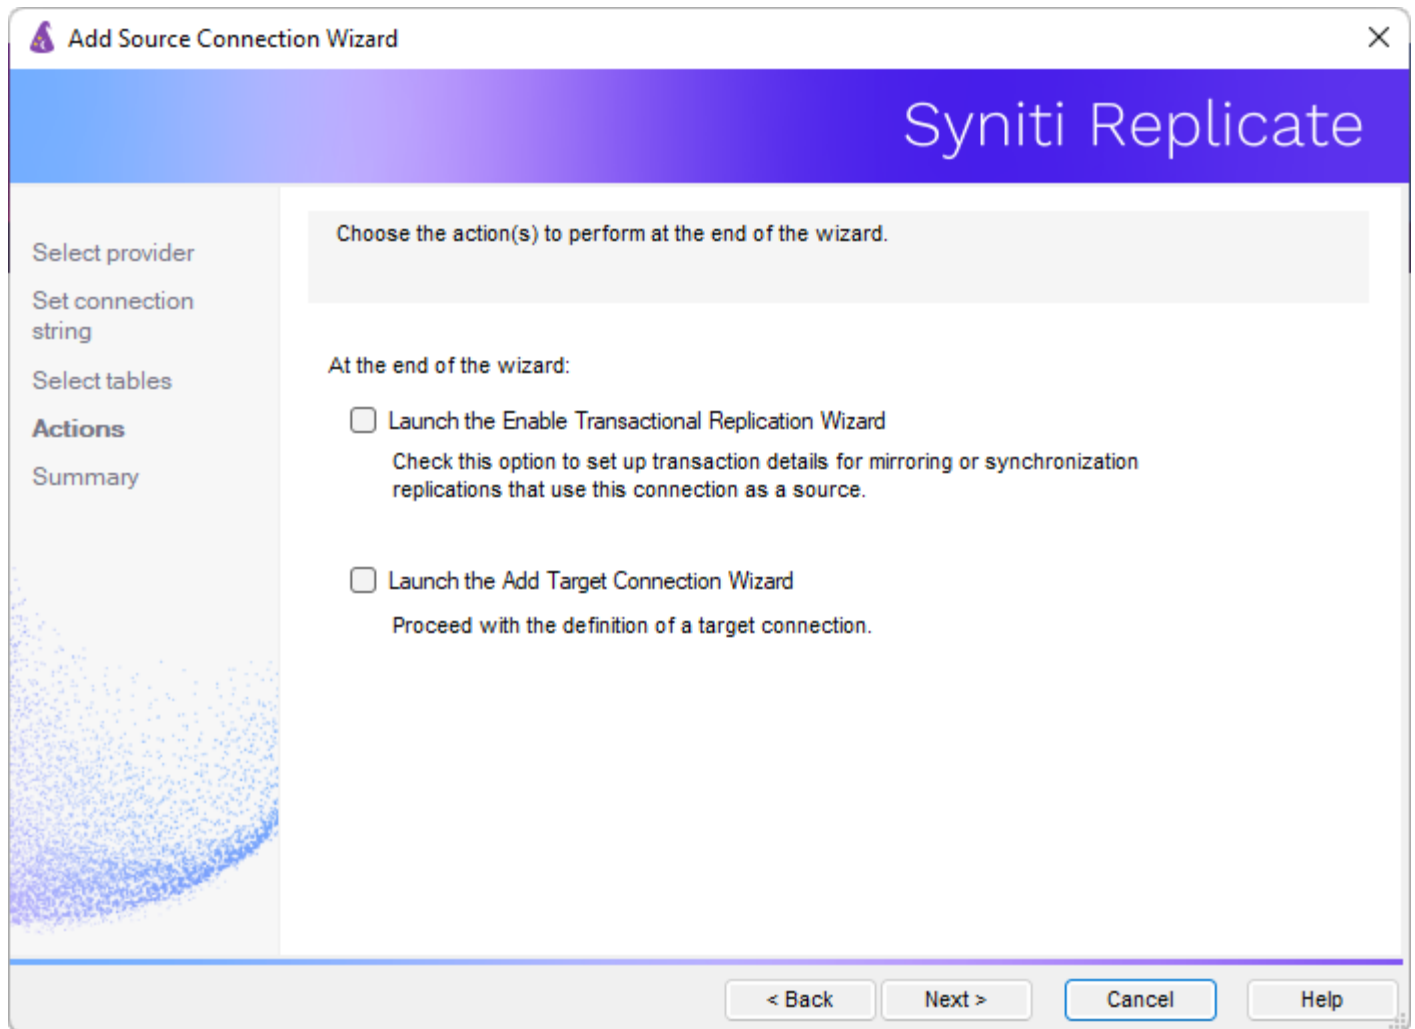 Add Source Connection Wizard
Syniti Replicate
Select provider
Set connection
string
Select tables
Actions
Summary
Choose the action(s) to perform at the end of the wizard.
At the end of the wizard:
Launch the Enable Transactional Replication Wizard
Check this option to set up transaction details for mirroring or synchronization
replications that use this connection as a source.
Launch the Add Target Connection Wizard
Proceed with the definition of a target connection.
< Back
Next >
Cancel
Help